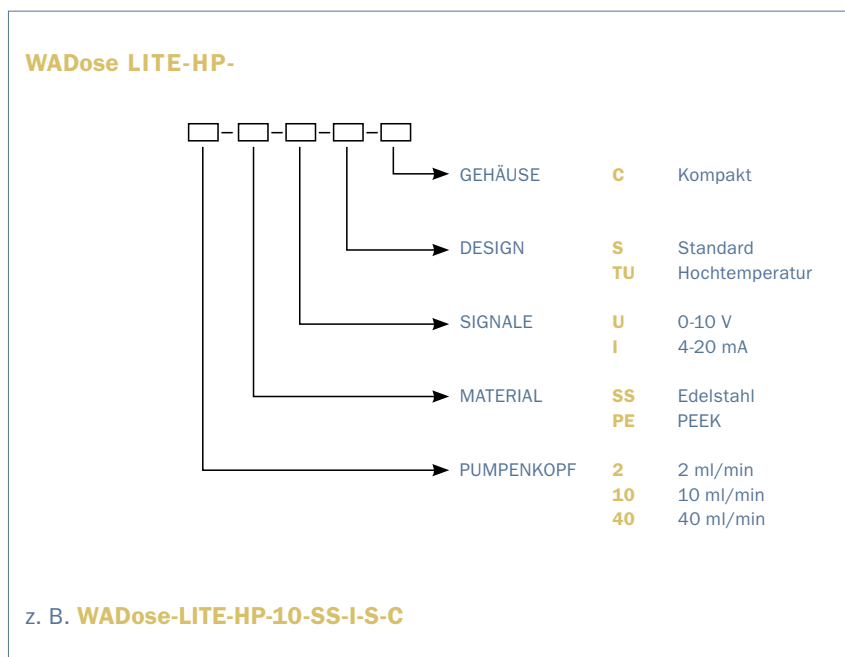 WADose LITE-HP-
GEHÄUSE C Kompakt
DESIGN S Standard
TU Hochtemperatur
SIGNALE U 0-10 V
I 4-20 mA
MATERIAL SS Edelstahl
PE PEEK
PUMPENKOPF 2 2 ml/min
10 10 ml/min
40 40 ml/min
z. B. WADose-LITE-HP-10-SS-I-S-C